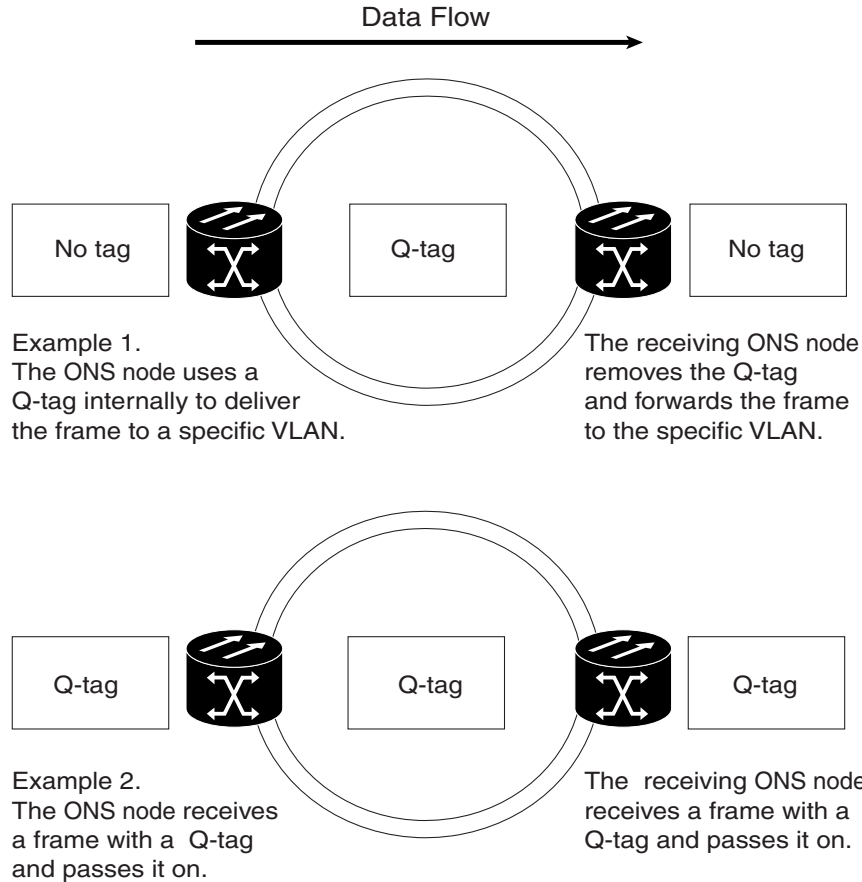 Data Flow
No tag
Q-tag
No tag
Example 1.
The ONS node uses a
Q-tag internally to deliver
the frame to a specific VLAN.
The receiving ONS node
removes the Q-tag
and forwards the frame
to the specific VLAN.
Q-tag
Q-tag
Q-tag
Example 2.
The ONS node receives
a frame with a Q-tag
and passes it on.
The receiving ONS node
receives a frame with a
Q-tag and passes it on.